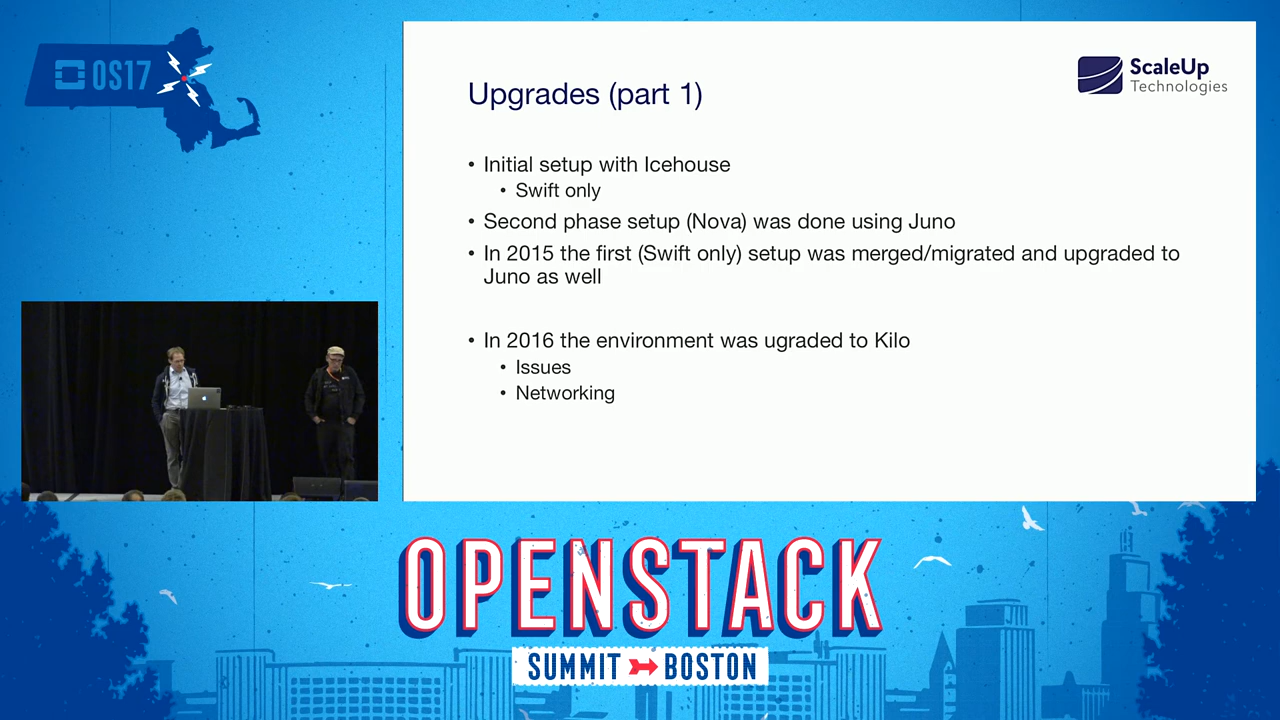 OS17
Upgrades (part 1)
ScaleUp
Technologies
• Initial setup with Icehouse
• Swift only
• Second phase setup (Nova) was done using Juno
• In 2015 the first (Swift only) setup was merged/migrated and upgraded to
Juno as well
• In 2016 the environment was ugraded to Kilo
• Issues
• Networking
OPENSTACK
SUMMIT BOSTON